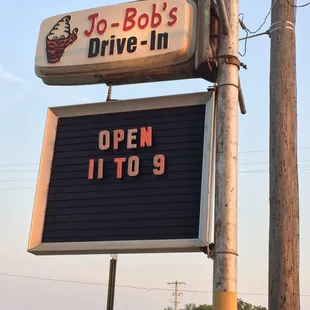 Jo-Bob's
Drive-In
OPEN
11 TO 9